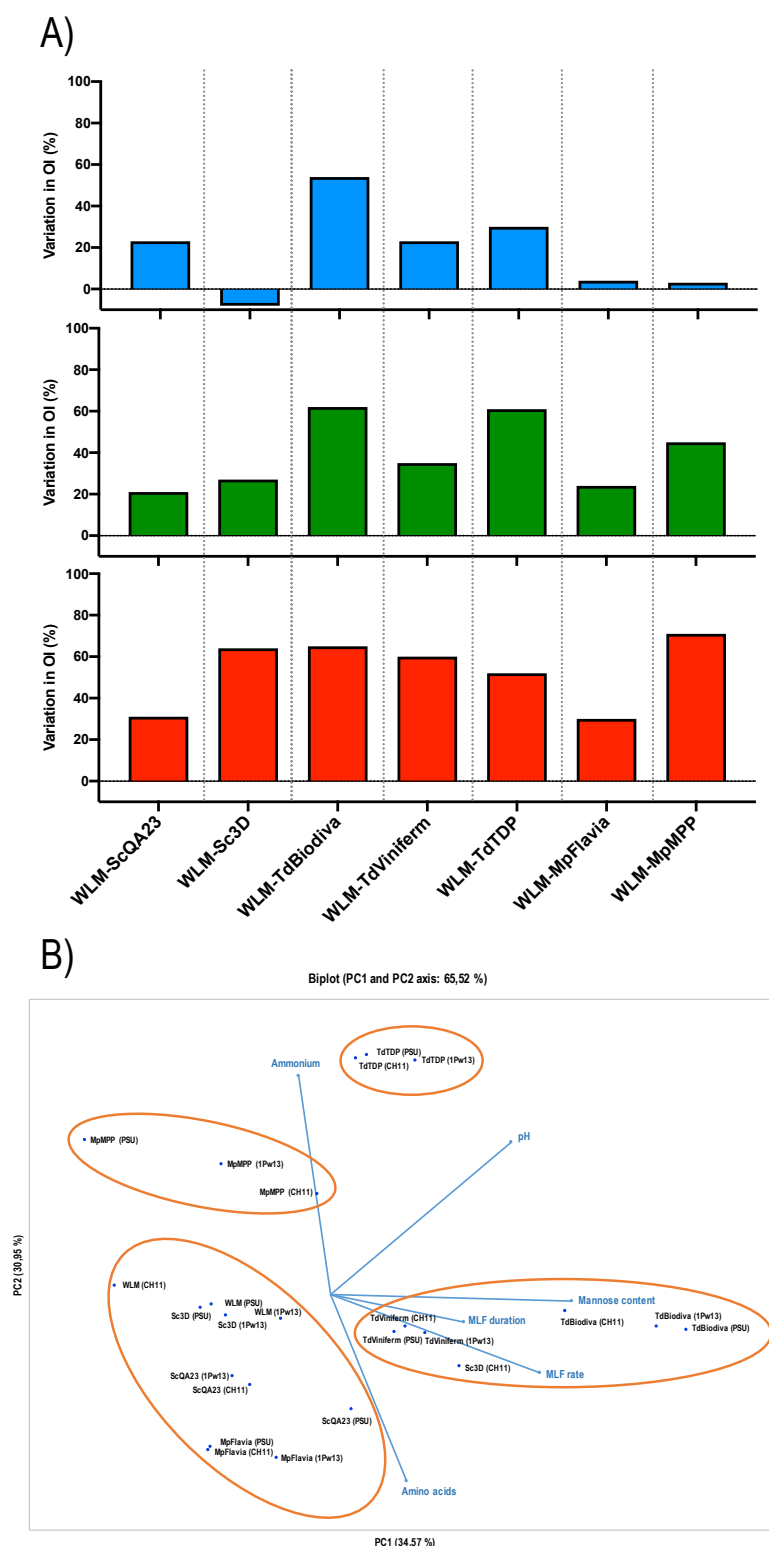 A)
100
80
60
40
20
0
Variation in OI (%)
100
80
60
40
20
0
Variation in OI (%)
100
80
60
40
20
0
Variation in OI (%)
WLM-ScQA23
WLM-Sc3D
WLM-TdBiodiva
WLM-TdViniferm
WLM-TdTDP
WLM-MpFlavia
WLM-MpMPP
B)
Biplot (PC1 and PC2 axis: 65,52 %)
TdTDP (PSU)
TdTDP (1Pw13)
TdTDP (CH11)
Ammonium
pH
MpMPP (PSU)
MpMPP (1Pw13)
MpMPP (CH11)
PC2 (30,95 %)
WLM (CH11)
WLM (PSU)
WLM (1Pw13)
Sc3D (PSU)
Sc3D (1Pw13)
Mannose content
MLF duration
TdViniferm (CH11)
TdBiodiva (CH11)
TdBiodiva (1Pw13)
TdBiodiva (PSU)
TdViniferm (PSU)
TdViniferm (1Pw13)
Sc3D (CH11)
MLF rate
ScQA23 (1Pw13)
ScQA23 (CH11)
ScQA23 (PSU)
MpFlavia (PSU)
MpFlavia (CH11)
MpFlavia (1Pw13)
Amino acids
PC1 (34.57 %)